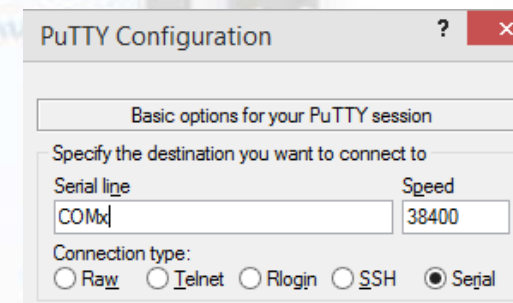 PuTTY Configuration ? ×
Basic options for your PuTTY session
Specify the destination you want to connect to
Serial line Speed
COMx 38400
Connection type:
Raw Telnet Rlogin SSH Serial